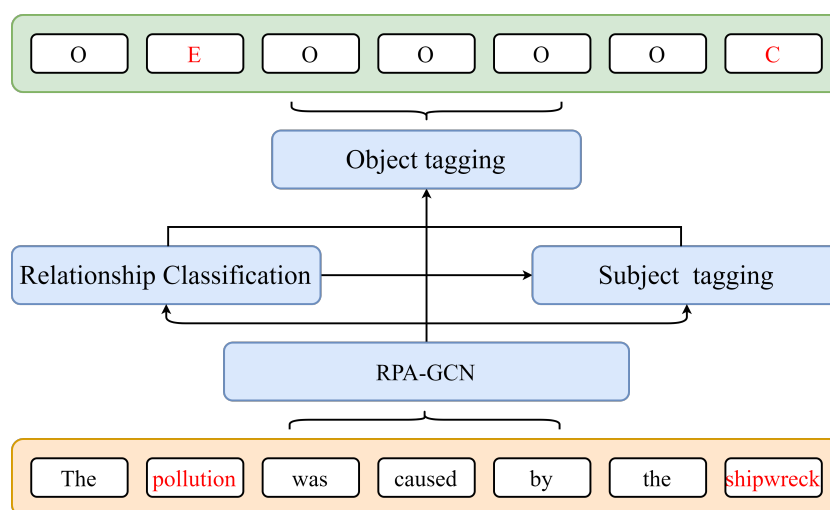 O E O O O O C
Object tagging
Relationship Classification
Subject tagging
RPA-GCN
The pollution was caused by the shipwreck